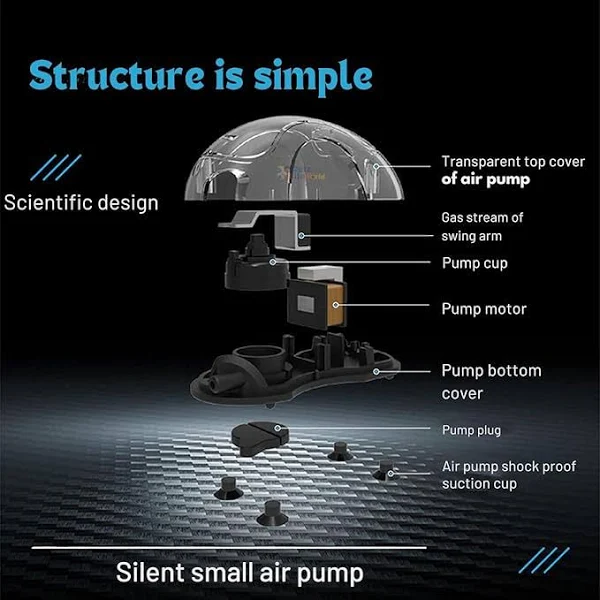 Structure is simple
Scientific design
Transparent top cover
of air pump
Gas stream of
swing arm
Pump cup
Pump motor
Pump bottom
cover
Pump plug
Air pump shock proof
suction cup
Silent small air pump